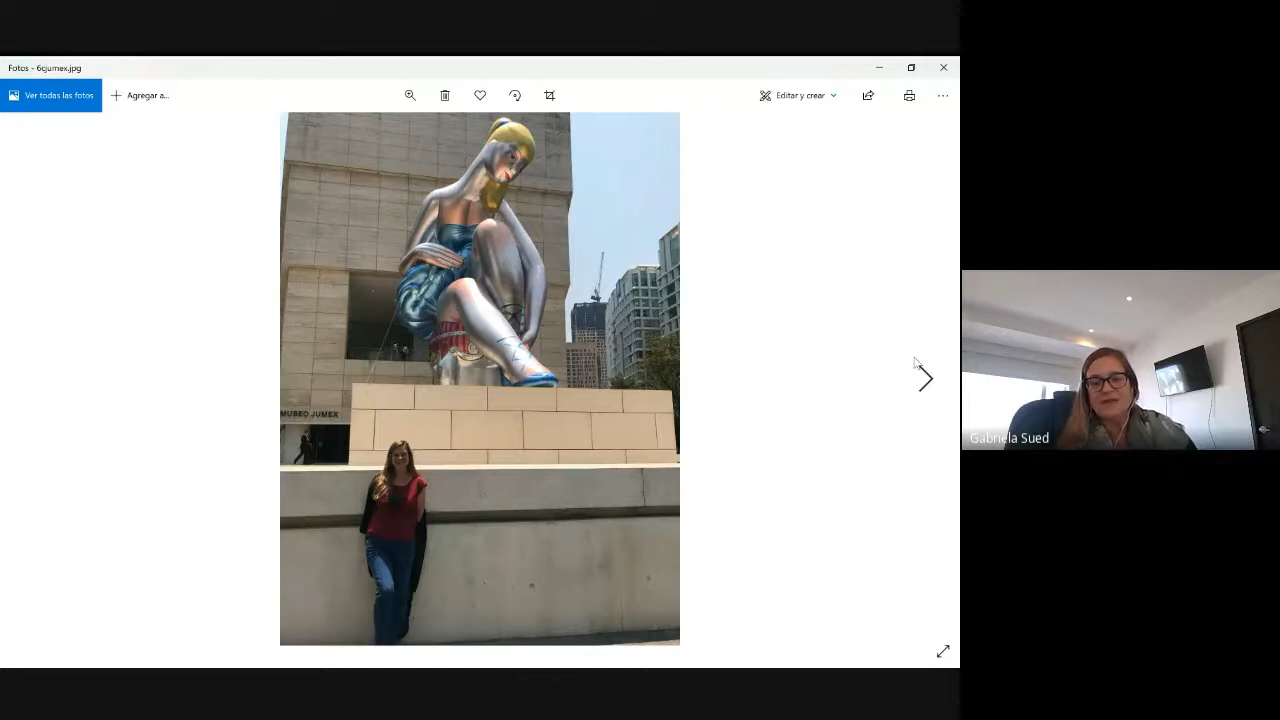 Fotos - 6cjumex.jpg
Ver todas las fotos
Agregar a...
Editar y crear
MUSEO JUMEX
Gabriela Sued